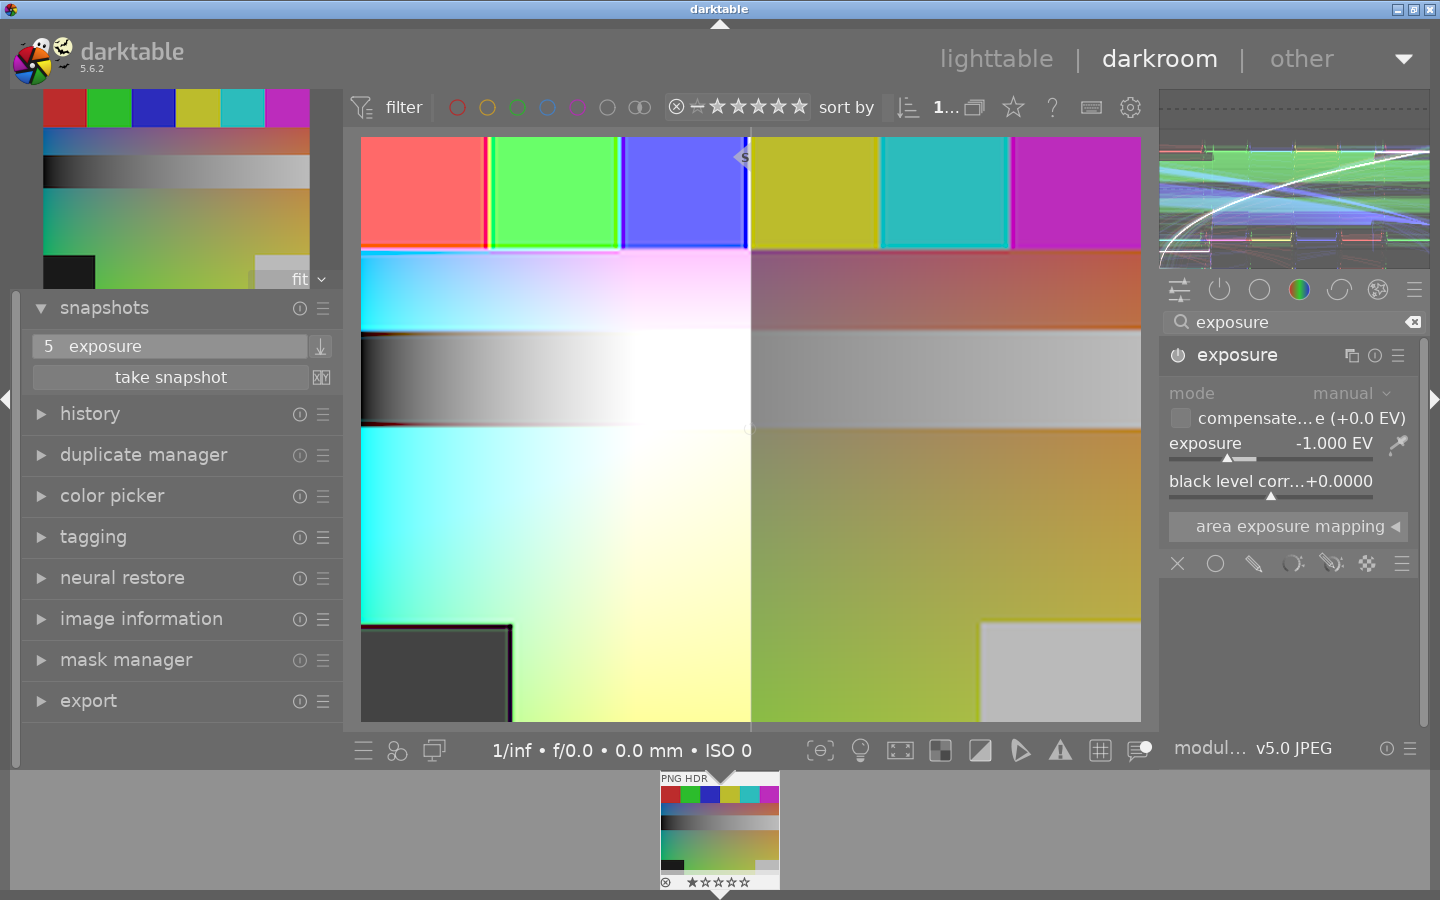 darktable
darktable
5.6.2
lighttable | darkroom | other
filter
sort by
1...
fit
S
snapshots
5 exposure
take snapshot
history
duplicate manager
color picker
tagging
neural restore
image information
mask manager
export
exposure
exposure
mode manual
compensate...e (+0.0 EV)
exposure -1.000 EV
black level corr...+0.0000
area exposure mapping
1/inf • f/0.0 • 0.0 mm • ISO 0
modul... v5.0 JPEG
PNG HDR